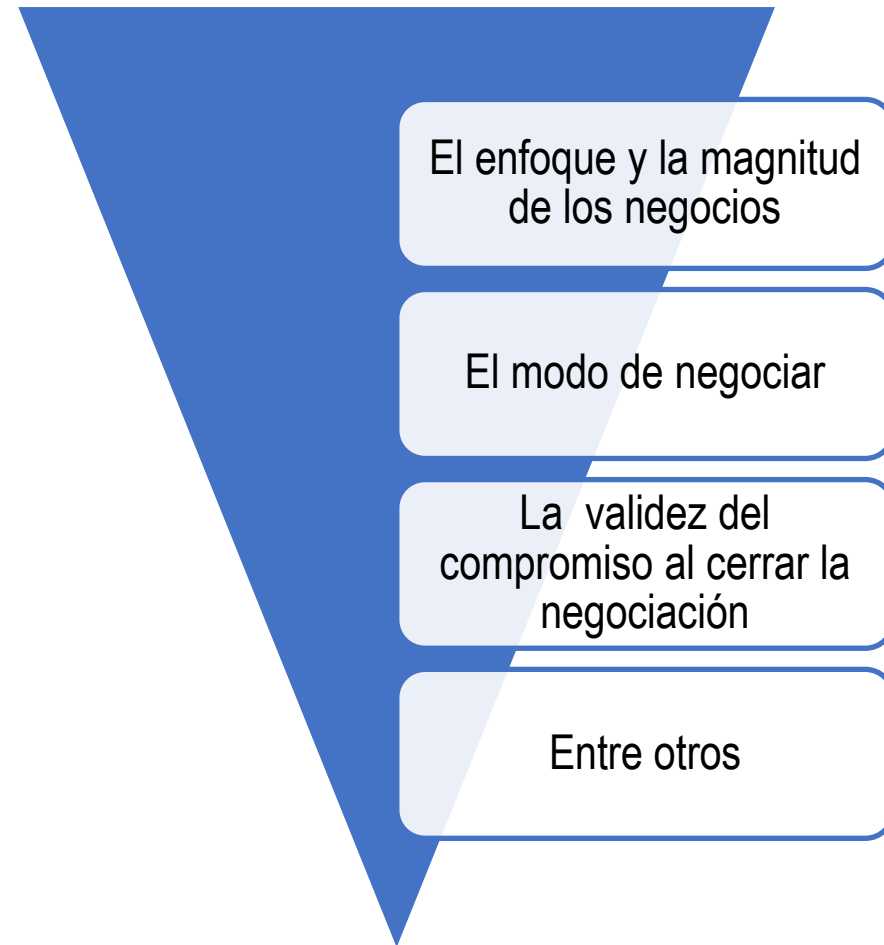 El enfoque y la magnitud
de los negocios
El modo de negociar
La  validez del
compromiso al cerrar la
negociación
Entre otros